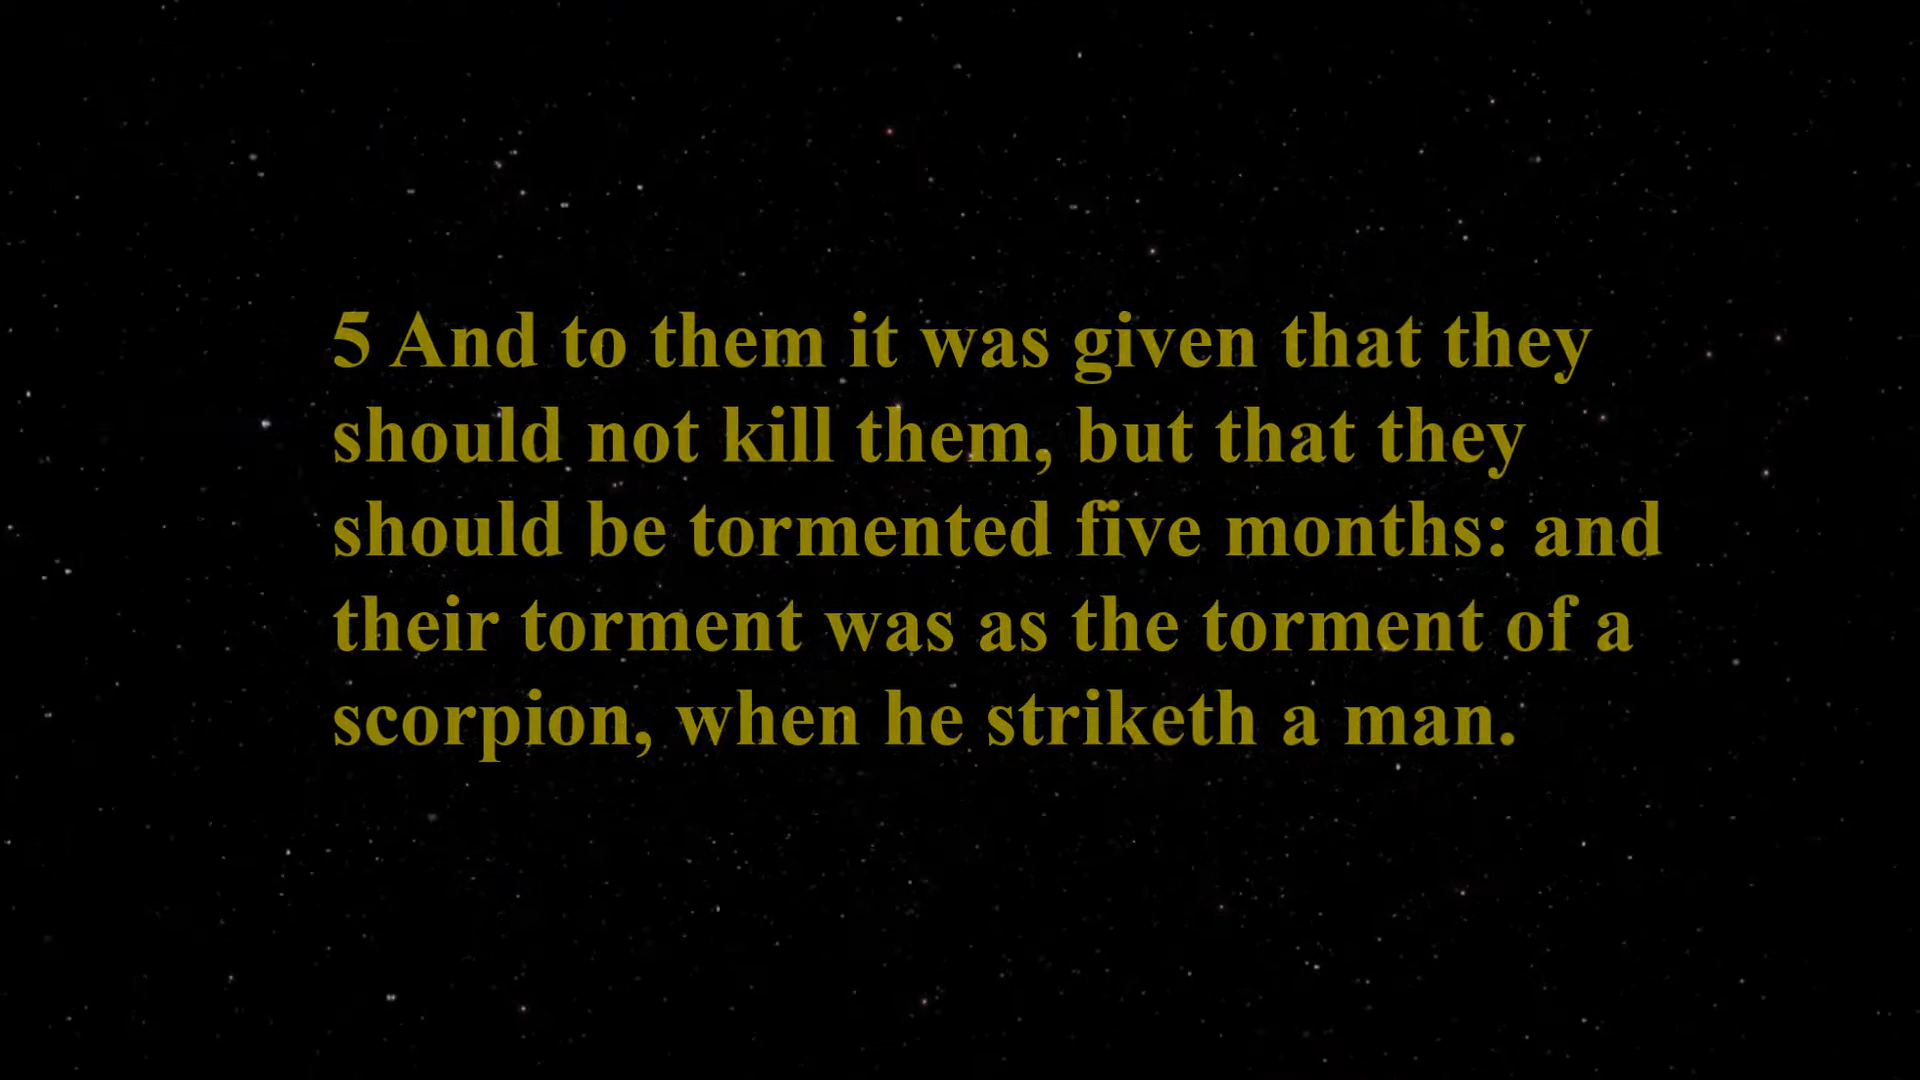 5 And to them it was given that they
should not kill them, but that they
should be tormented five months: and
their torment was as the torment of a
scorpion, when he striketh a man.